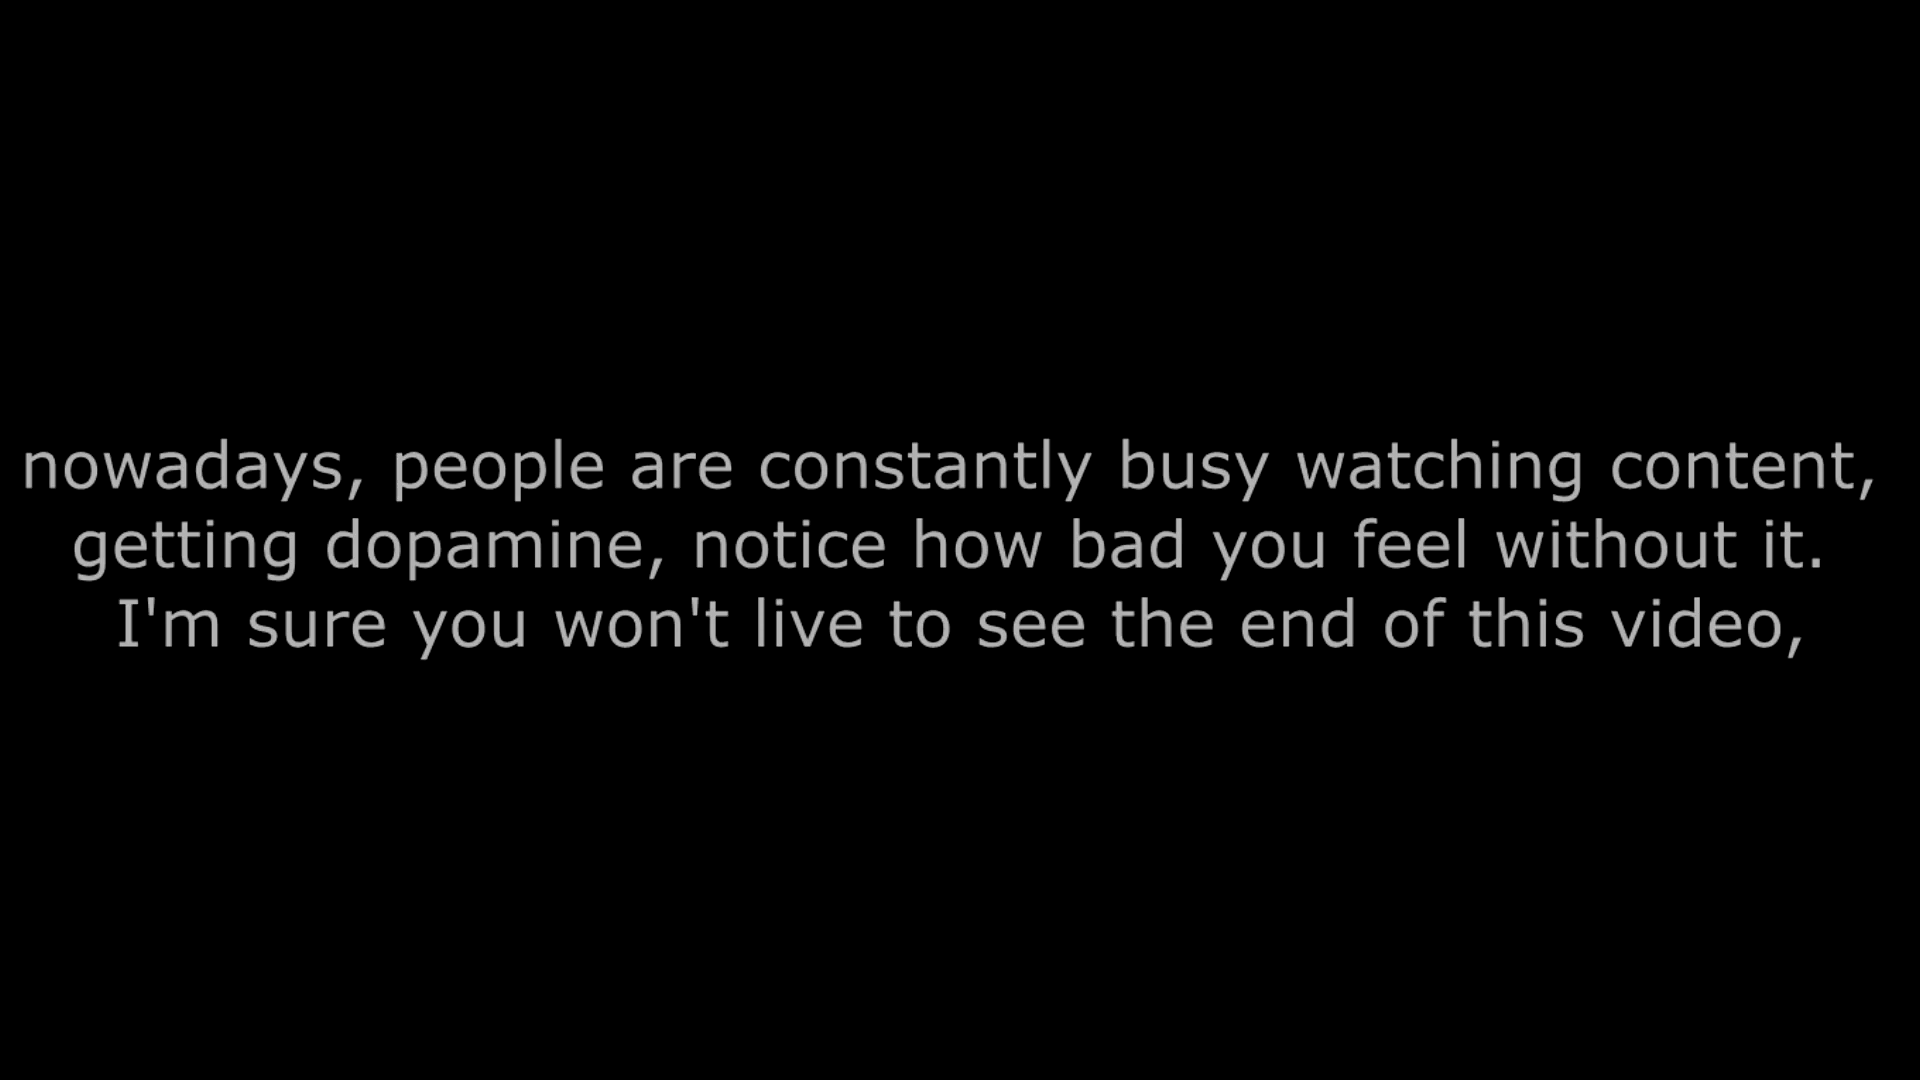 nowadays, people are constantly busy watching content,
getting dopamine, notice how bad you feel without it.
I'm sure you won't live to see the end of this video,